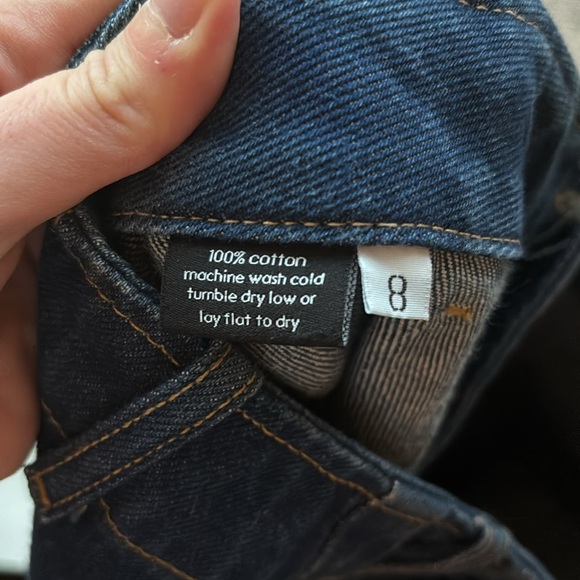 100% cotton
machine wash cold
tumble dry low or
lay flat to dry
8